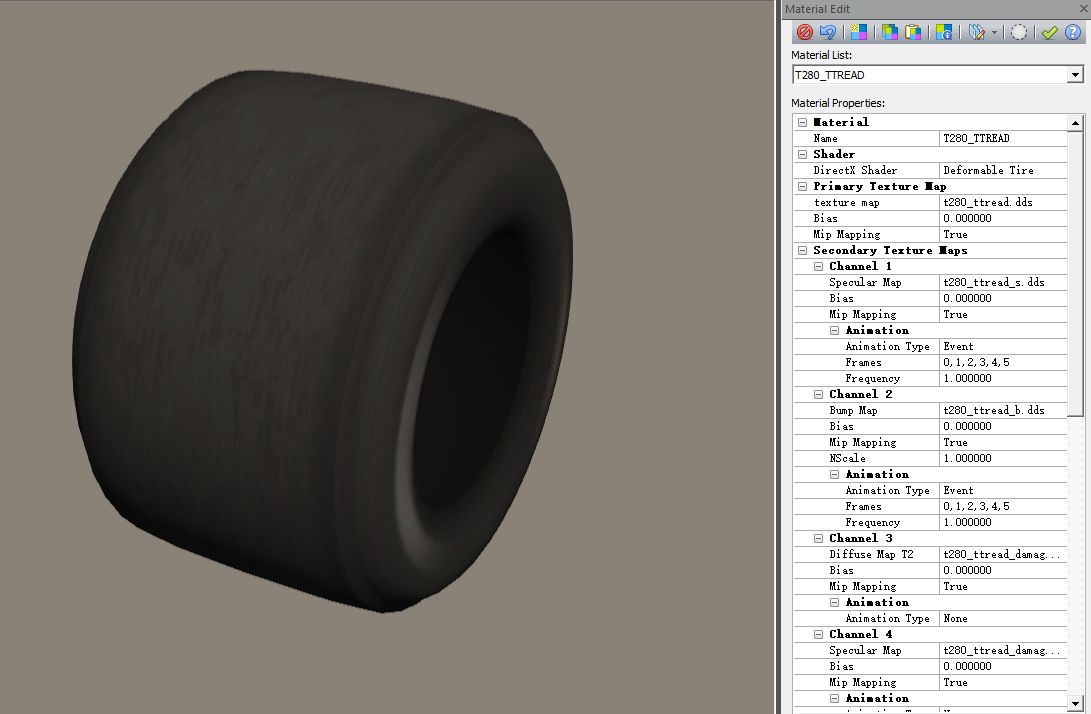 Material Edit
Material List:
T280_TTREAD
Material Properties:
Material
Name T280_TTREAD
Shader
DirectX Shader Deformable Tire
Primary Texture Map
texture map t280_ttread.dds
Bias 0.000000
Mip Mapping True
Secondary Texture Maps
Channel 1
Specular Map t280_ttread_s.dds
Bias 0.000000
Mip Mapping True
Animation
Animation Type Event
Frames 0,1,2,3,4,5
Frequency 1.000000
Channel 2
Bump Map t280_ttread_b.dds
Bias 0.000000
Mip Mapping True
NScale 1.000000
Animation
Animation Type Event
Frames 0,1,2,3,4,5
Frequency 1.000000
Channel 3
Diffuse Map T2 t280_ttread_damag...
Bias 0.000000
Mip Mapping True
Animation
Animation Type None
Channel 4
Specular Map t280_ttread_damag...
Bias 0.000000
Mip Mapping True
Animation